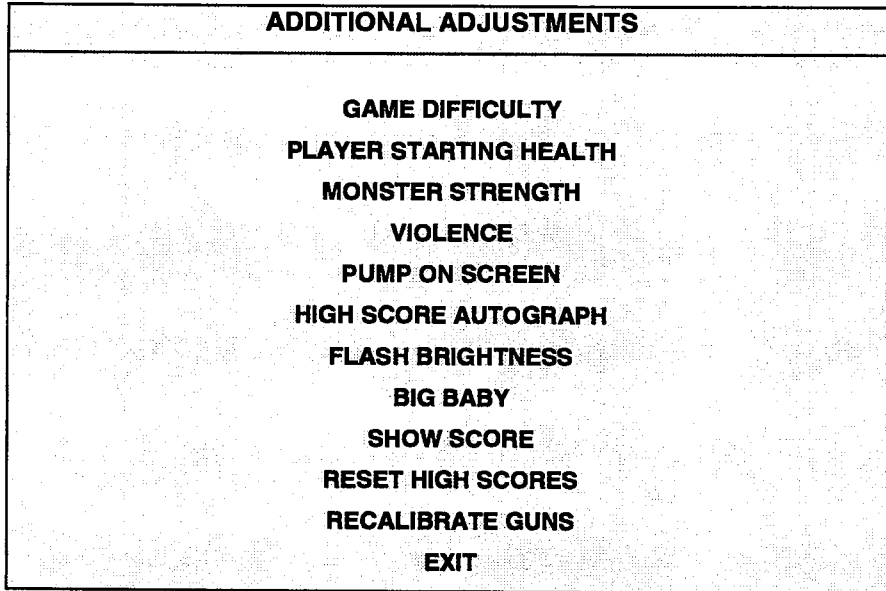 ADDITIONAL ADJUSTMENTS
GAME DIFFICULTY
PLAYER STARTING HEALTH
MONSTER STRENGTH
VIOLENCE
PUMP ON SCREEN
HIGH SCORE AUTOGRAPH
FLASH BRIGHTNESS
BIG BABY
SHOW SCORE
RESET HIGH SCORES
RECALIBRATE GUNS
EXIT